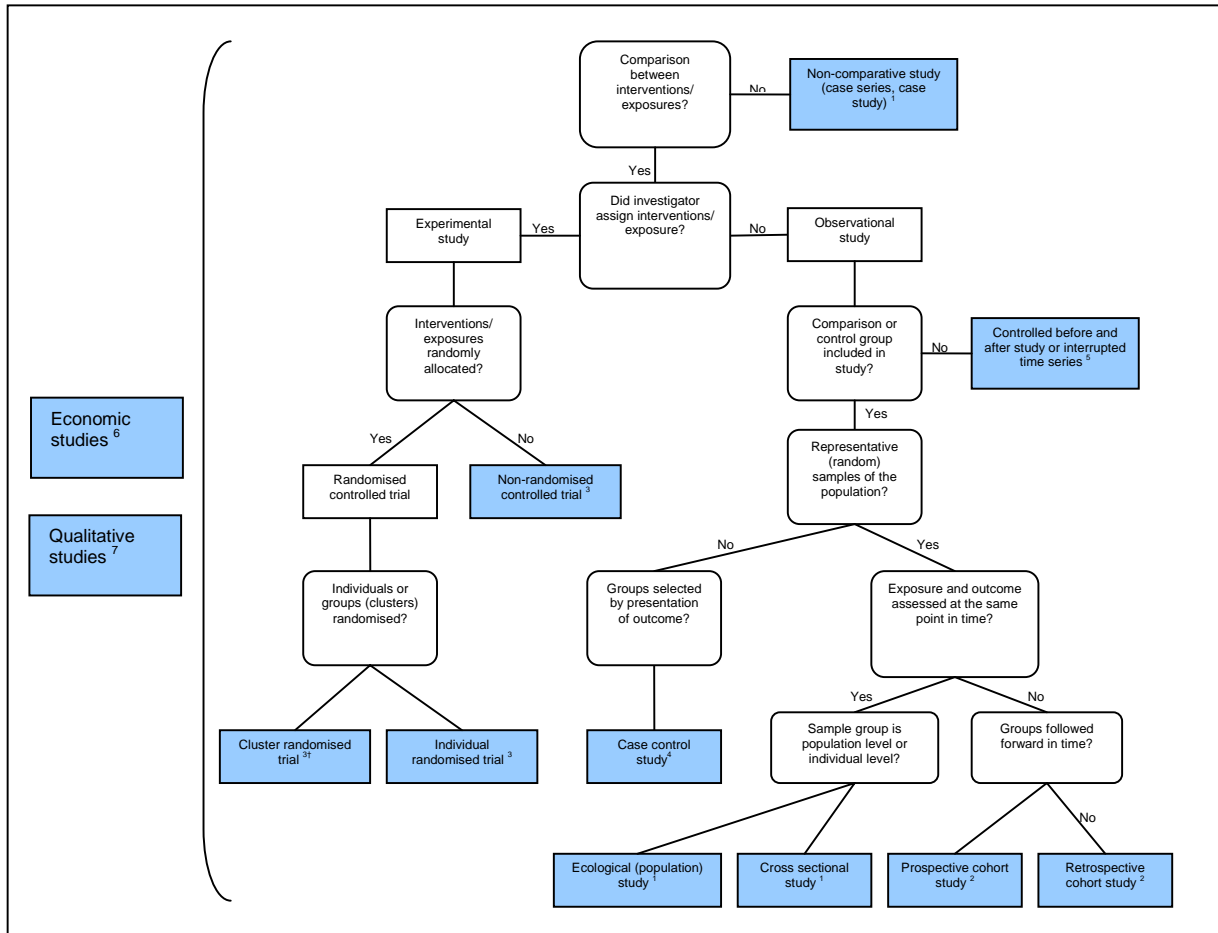 Comparison
between
interventions/
exposures?
No
Non-comparative study
(case series, case
study) 1
Yes
Did investigator
assign interventions/
exposure?
Yes
No
Experimental
study
Observational
study
Interventions/
exposures
randomly
allocated?
Comparison or
control group
included in
study?
No
Controlled before and
after study or interrupted
time series 5
Economic
studies 6
Qualitative
studies 7
Yes
No
Yes
Randomised
controlled trial
Non-randomised
controlled trial 3
Representative
(random)
samples of the
population?
No
Yes
Individuals or
groups (clusters)
randomised?
Groups selected
by presentation
of outcome?
Exposure and outcome
assessed at the same
point in time?
Yes
No
Cluster randomised
trial 3†
Individual
randomised trial 3
Case control
study4
Sample group is
population level or
individual level?
Groups followed
forward in time?
No
Ecological (population)
study 1
Cross sectional
study 1
Prospective cohort
study 2
Retrospective
cohort study 2